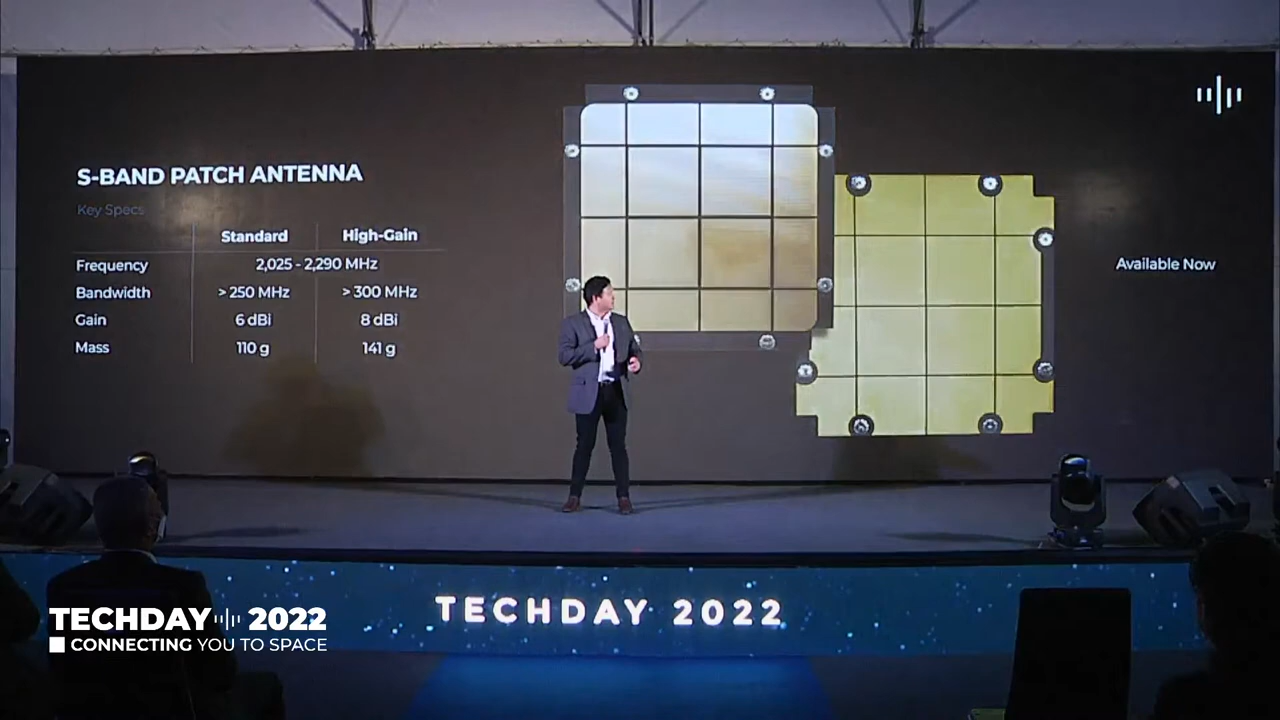 S-BAND PATCH ANTENNA
Key Specs
Standard High-Gain
Frequency 2,025 - 2,290 MHz
Bandwidth > 250 MHz > 300 MHz
Gain 6 dBi 8 dBi
Mass 110 g 141 g
Available Now
TECHDAY 2022
TECHDAY 2022
CONNECTING YOU TO SPACE